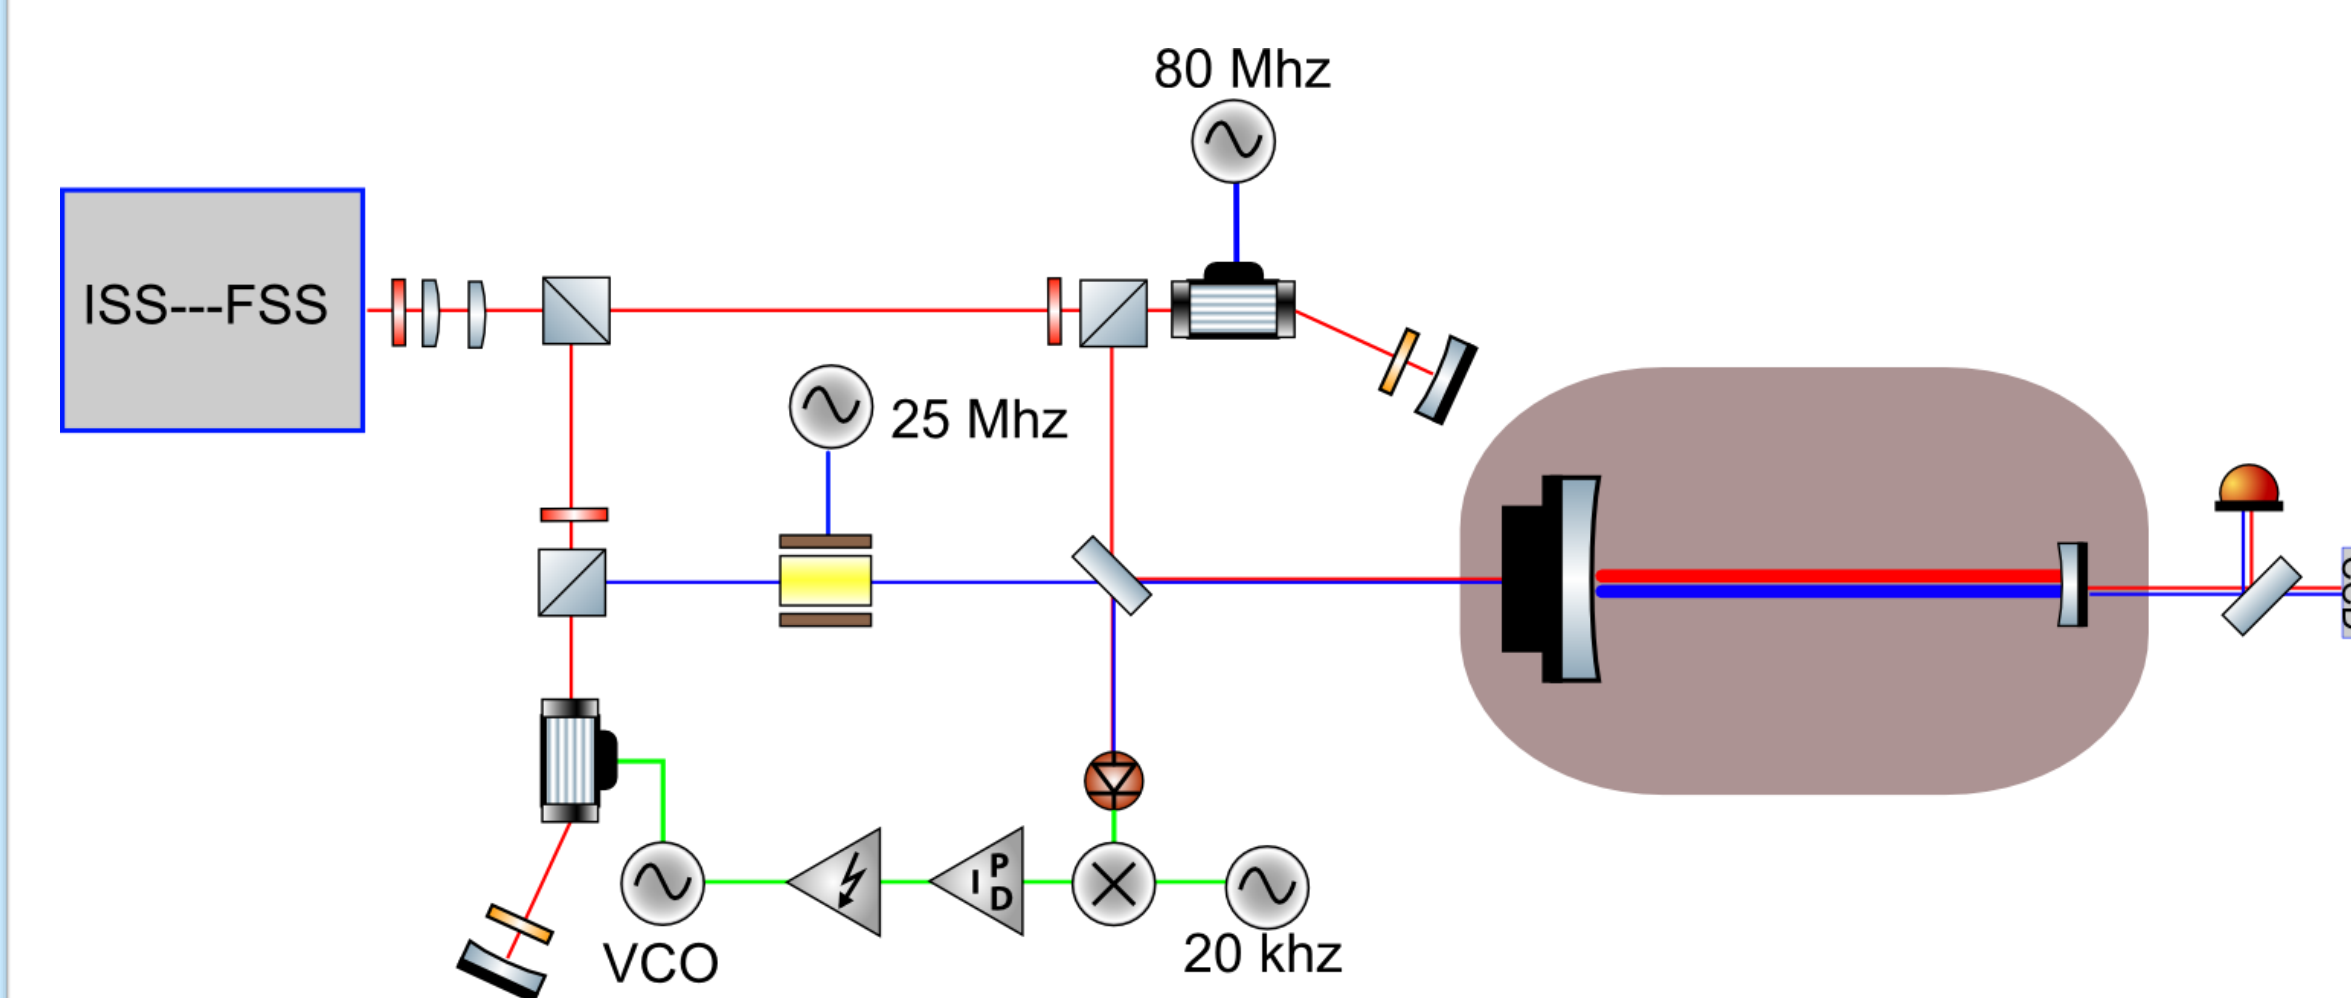 80 Mhz
ISS---FSS
25 Mhz
P
I
D
VCO
20 khz